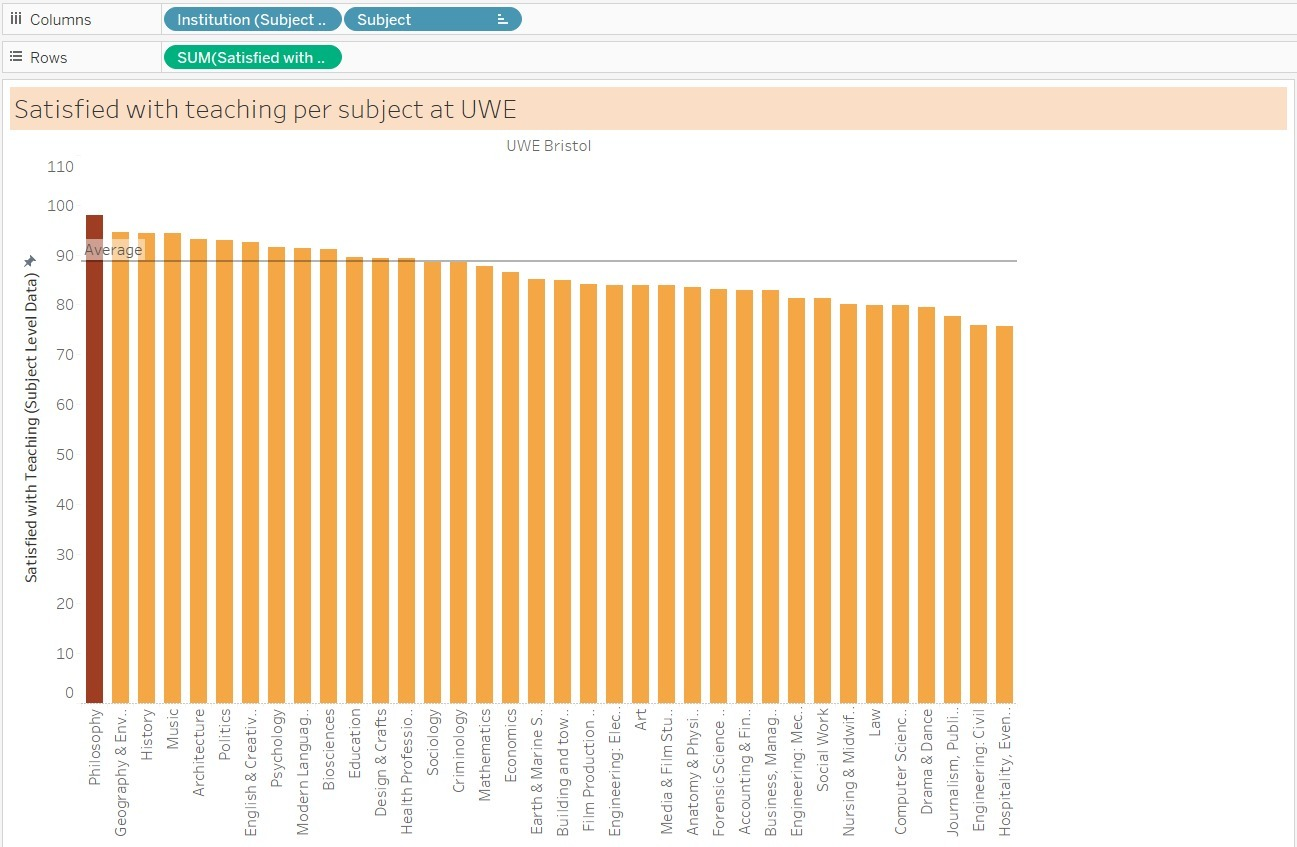 Columns
Institution (Subject ..
Subject
Rows
SUM(Satisfied with ..
Satisfied with teaching per subject at UWE
UWE Bristol
Satisfied with Teaching (Subject Level Data)
110
100
90
80
70
60
50
40
30
20
10
0
Average
Philosophy
Geography & Env..
History
Music
Architecture
Politics
English & Creativ..
Psychology
Modern Languag..
Biosciences
Education
Design & Crafts
Health Professio..
Sociology
Criminology
Mathematics
Economics
Earth & Marine S..
Building and tow..
Film Production ..
Engineering: Elec..
Art
Media & Film Stu..
Anatomy & Physi..
Forensic Science ..
Accounting & Fin..
Business, Manag..
Engineering: Mec..
Social Work
Nursing & Midwif..
Law
Computer Scienc..
Drama & Dance
Journalism, Publi..
Engineering: Civil
Hospitality, Even..